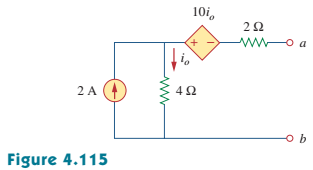 10i_o
2 Ω
+ −
a
i_o
2 A
4 Ω
b
Figure 4.115